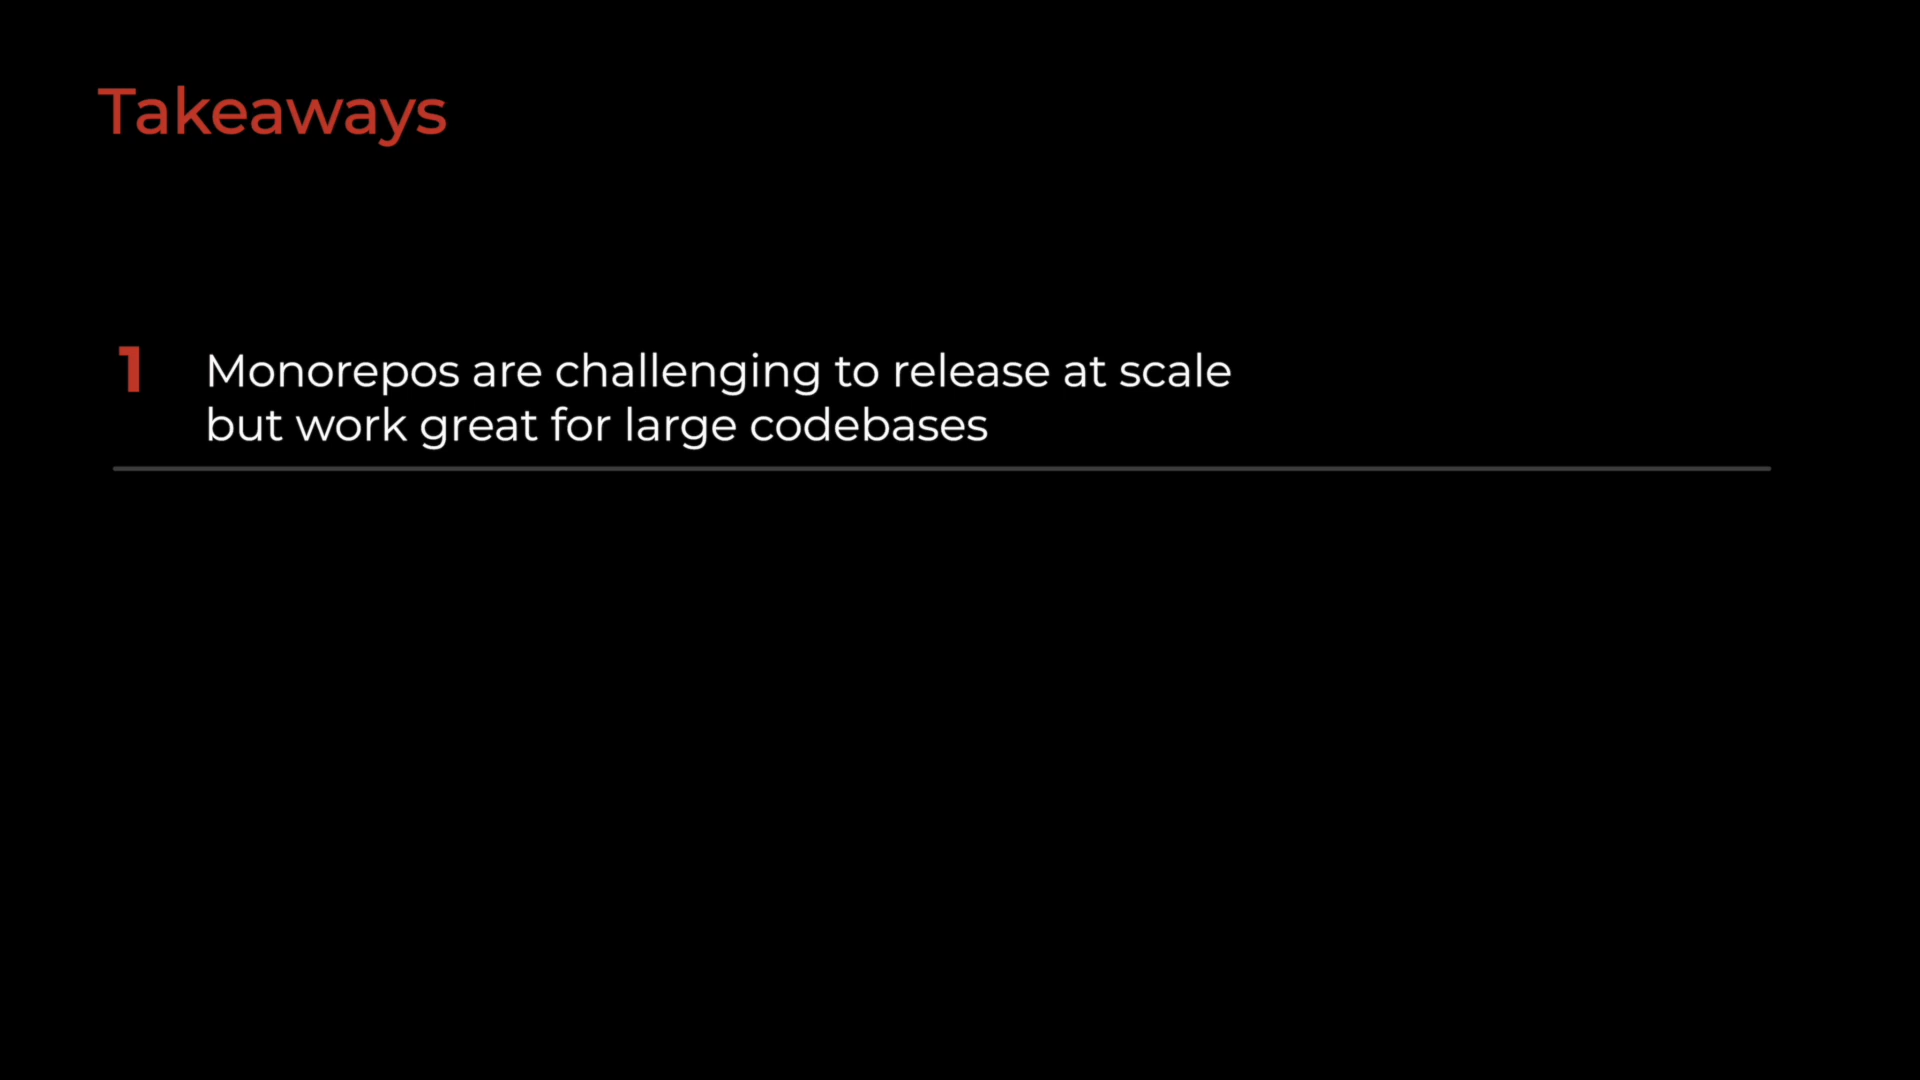 Takeaways
1 Monorepos are challenging to release at scale
but work great for large codebases